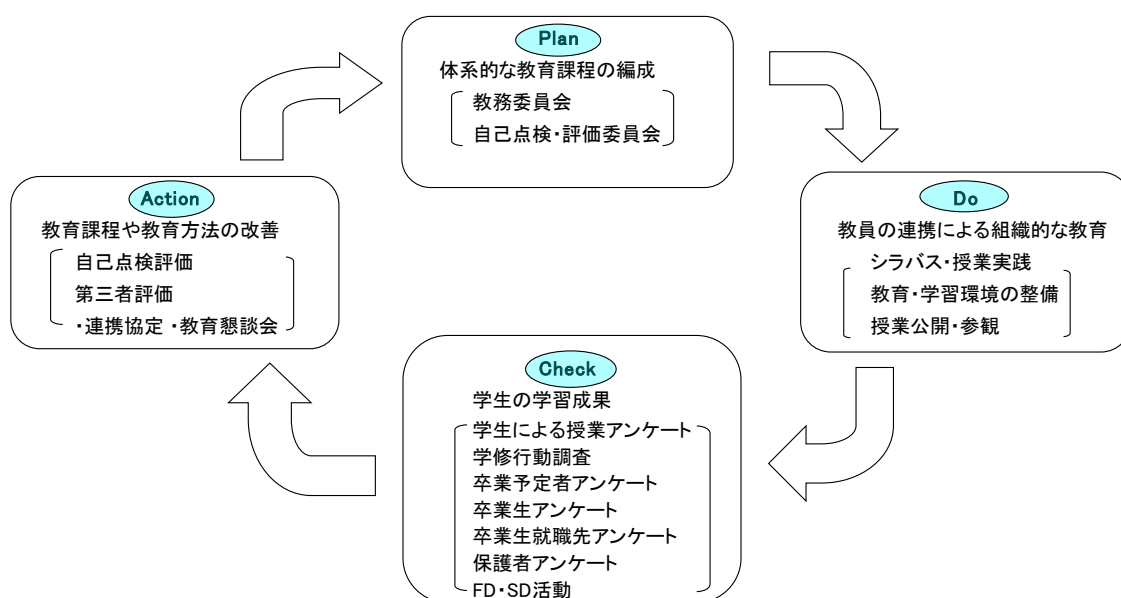 Plan
体系的な教育課程の編成
教務委員会
自己点検・評価委員会
Do
教員の連携による組織的な教育
シラバス・授業実践
教育・学習環境の整備
授業公開・参観
Check
学生の学習成果
学生による授業アンケート
学修行動調査
卒業予定者アンケート
卒業生アンケート
卒業生就職先アンケート
保護者アンケート
FD・SD活動
Action
教育課程や教育方法の改善
自己点検評価
第三者評価
・連携協定 ・教育懇談会